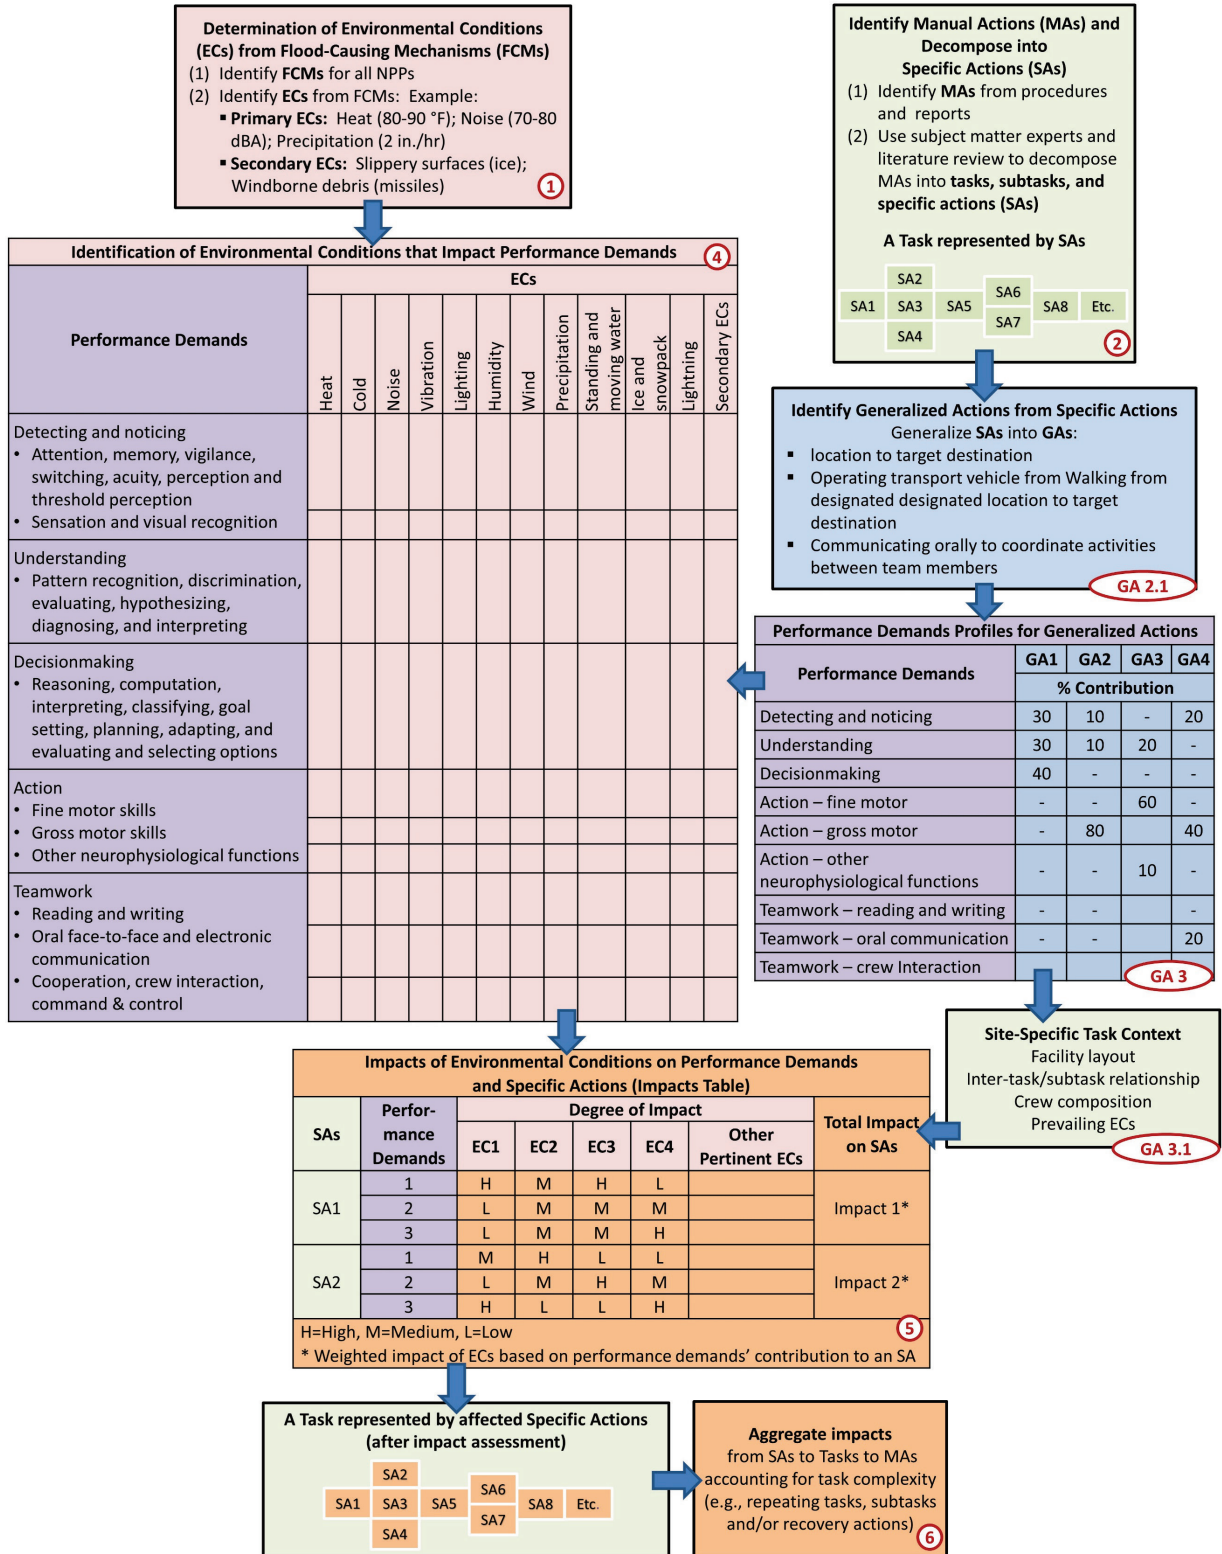 Determination of Environmental Conditions
(ECs) from Flood-Causing Mechanisms (FCMs)
(1) Identify FCMs for all NPPs
(2) Identify ECs from FCMs: Example:
▪ Primary ECs: Heat (80-90 °F); Noise (70-80
dBA); Precipitation (2 in./hr)
▪ Secondary ECs: Slippery surfaces (ice);
Windborne debris (missiles)
1
Identify Manual Actions (MAs) and
Decompose into
Specific Actions (SAs)
(1) Identify MAs from procedures
and reports
(2) Use subject matter experts and
literature review to decompose
MAs into tasks, subtasks, and
specific actions (SAs)
A Task represented by SAs
SA1
SA2
SA3
SA4
SA5
SA6
SA7
SA8
Etc.
2
Identification of Environmental Conditions that Impact Performance Demands
4
Performance Demands
ECs
Heat
Cold
Noise
Vibration
Lighting
Humidity
Wind
Precipitation
Standing and
moving water
Ice and
snowpack
Lightning
Secondary ECs
Detecting and noticing
• Attention, memory, vigilance,
switching, acuity, perception and
threshold perception
• Sensation and visual recognition
Understanding
• Pattern recognition, discrimination,
evaluating, hypothesizing,
diagnosing, and interpreting
Decisionmaking
• Reasoning, computation,
interpreting, classifying, goal
setting, planning, adapting, and
evaluating and selecting options
Action
• Fine motor skills
• Gross motor skills
• Other neurophysiological functions
Teamwork
• Reading and writing
• Oral face-to-face and electronic
communication
• Cooperation, crew interaction,
command & control
Identify Generalized Actions from Specific Actions
Generalize SAs into GAs:
▪ location to target destination
▪ Operating transport vehicle from Walking from
designated designated location to target
destination
▪ Communicating orally to coordinate activities
between team members
GA 2.1
Performance Demands Profiles for Generalized Actions
Performance Demands GA1 GA2 GA3 GA4
% Contribution
Detecting and noticing 30 10 - 20
Understanding 30 10 20 -
Decisionmaking 40 - - -
Action – fine motor - - 60 -
Action – gross motor - 80 40
Action – other
neurophysiological functions - - 10 -
Teamwork – reading and writing - - -
Teamwork – oral communication - - 20
Teamwork – crew Interaction
GA 3
Site-Specific Task Context
Facility layout
Inter-task/subtask relationship
Crew composition
Prevailing ECs
GA 3.1
Impacts of Environmental Conditions on Performance Demands
and Specific Actions (Impacts Table)
SAs
Perfor-
mance
Demands
Degree of Impact
EC1 EC2 EC3 EC4
Other
Pertinent ECs
Total Impact
on SAs
SA1
1 H M H L
2 L M M M
3 L M M H
Impact 1*
SA2
1 M H L L
2 L M H M
3 H L L H
Impact 2*
H=High, M=Medium, L=Low
* Weighted impact of ECs based on performance demands’ contribution to an SA
5
A Task represented by affected Specific Actions
(after impact assessment)
SA1
SA2
SA3
SA4
SA5
SA6
SA7
SA8
Etc.
Aggregate impacts
from SAs to Tasks to MAs
accounting for task complexity
(e.g., repeating tasks, subtasks
and/or recovery actions)
6